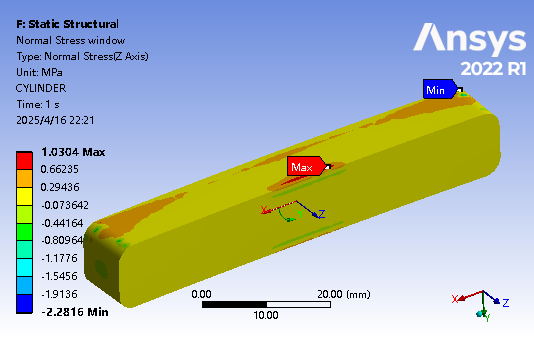 F: Static Structural
Normal Stress window
Type: Normal Stress(Z Axis)
Unit: MPa
CYLINDER
Time: 1 s
2025/4/16 22:21
Ansys
2022 R1
1.0304 Max
0.66235
0.29436
-0.073642
-0.44164
-0.80964
-1.1776
-1.5456
-1.9136
-2.2816 Min
Min
Max
X
Y
Z
0.00
20.00 (mm)
10.00
X
Z
Y